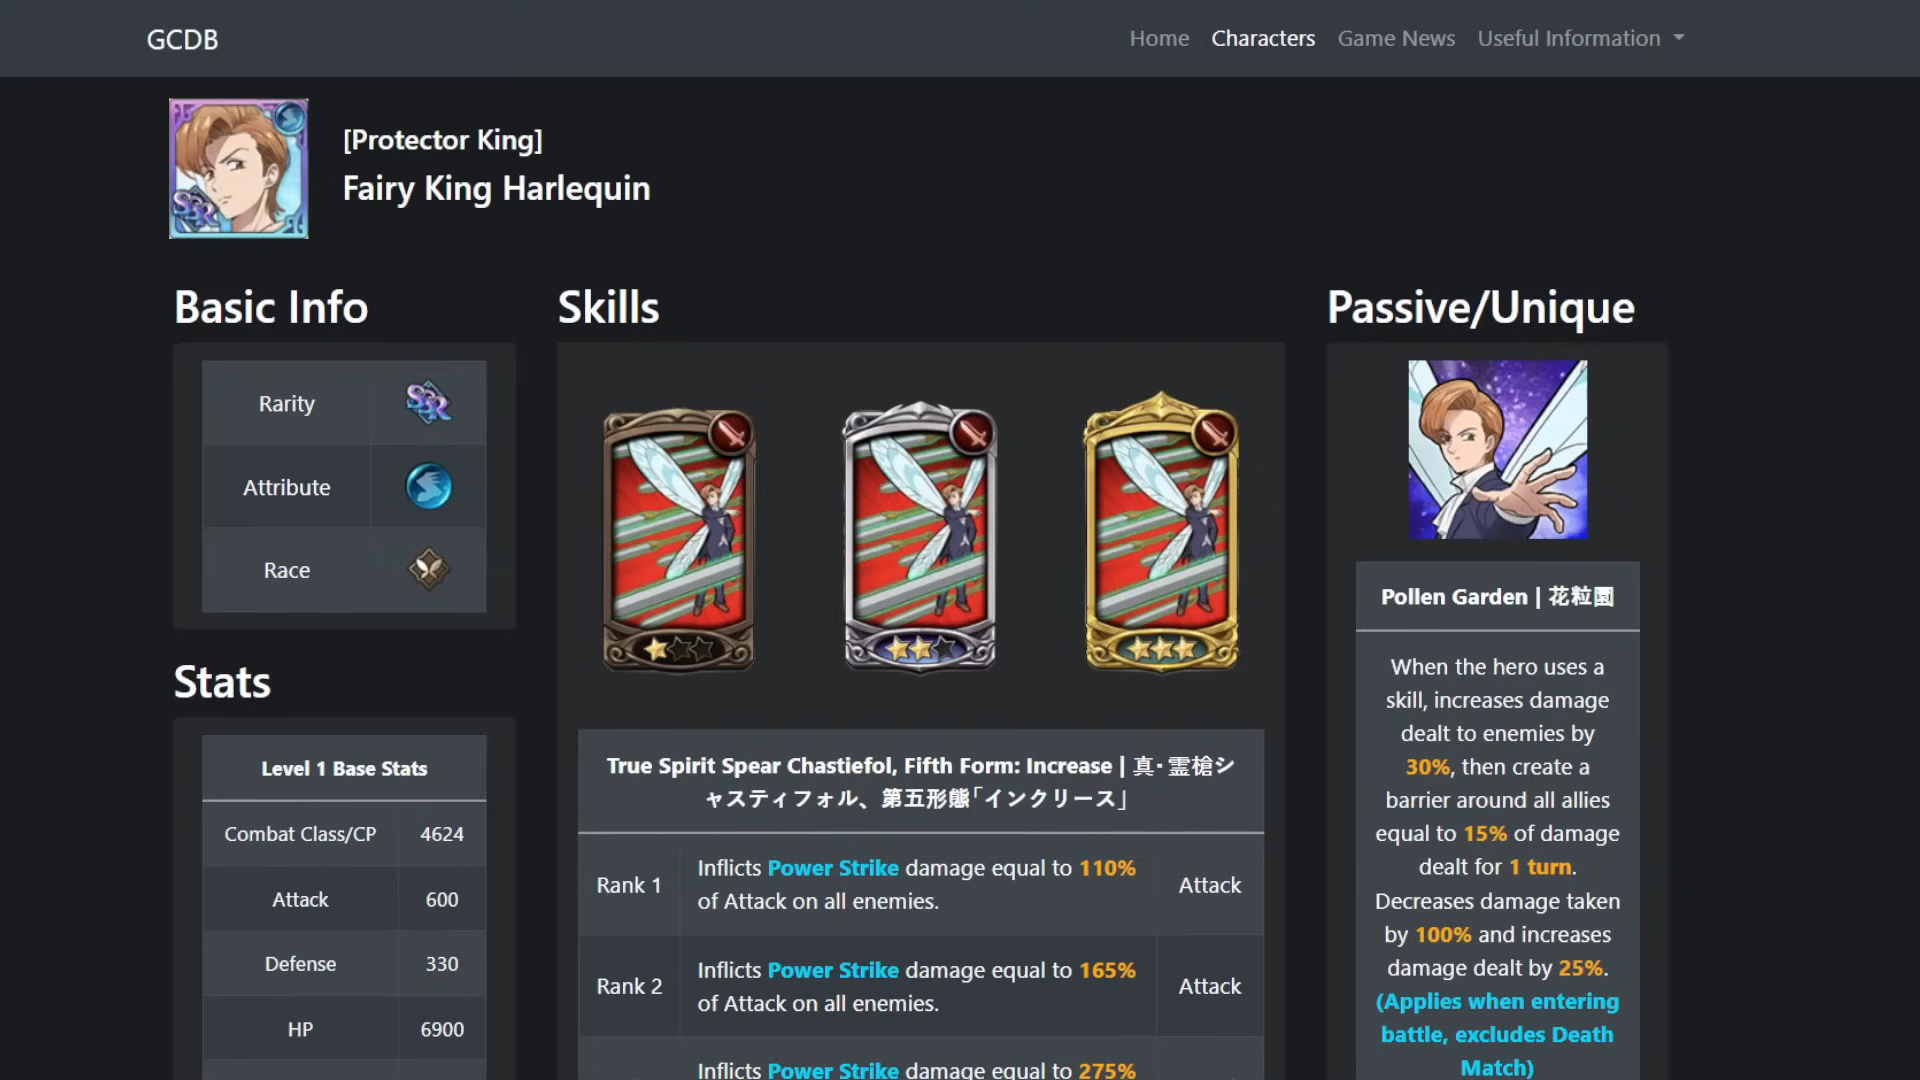 GCDB
Home Characters Game News Useful Information
[Protector King]
Fairy King Harlequin
SSR
Basic Info
Rarity SSR
Attribute
Race
Stats
Level 1 Base Stats
Combat Class/CP 4624
Attack 600
Defense 330
HP 6900
Skills
True Spirit Spear Chastiefol, Fifth Form: Increase | 真・霊槍シ
ャスティフォル、第五形態「インクリース」
Rank 1 Inflicts Power Strike damage equal to 110%
of Attack on all enemies. Attack
Rank 2 Inflicts Power Strike damage equal to 165%
of Attack on all enemies. Attack
Inflicts Power Strike damage equal to 275%
Passive/Unique
Pollen Garden | 花粒園
When the hero uses a
skill, increases damage
dealt to enemies by
30%, then create a
barrier around all allies
equal to 15% of damage
dealt for 1 turn.
Decreases damage taken
by 100% and increases
damage dealt by 25%.
(Applies when entering
battle, excludes Death
Match)